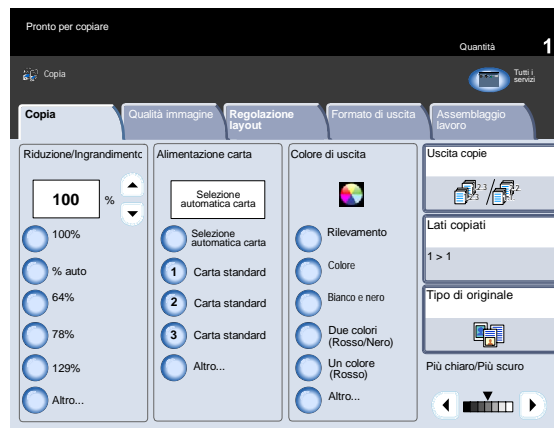 Pronto per copiare
Quantità 1
Copia
Tutti i servizi
Copia
Qualità immagine
Regolazione layout
Formato di uscita
Assemblaggio lavoro
Riduzione/Ingrandimento
100 %
100%
% auto
64%
78%
129%
Altro...
Alimentazione carta
Selezione automatica carta
Selezione automatica carta
1 Carta standard
2 Carta standard
3 Carta standard
Altro...
Colore di uscita
Rilevamento
Colore
Bianco e nero
Due colori (Rosso/Nero)
Un colore (Rosso)
Altro...
Uscita copie
Lati copiati
1 > 1
Tipo di originale
Più chiaro/Più scuro